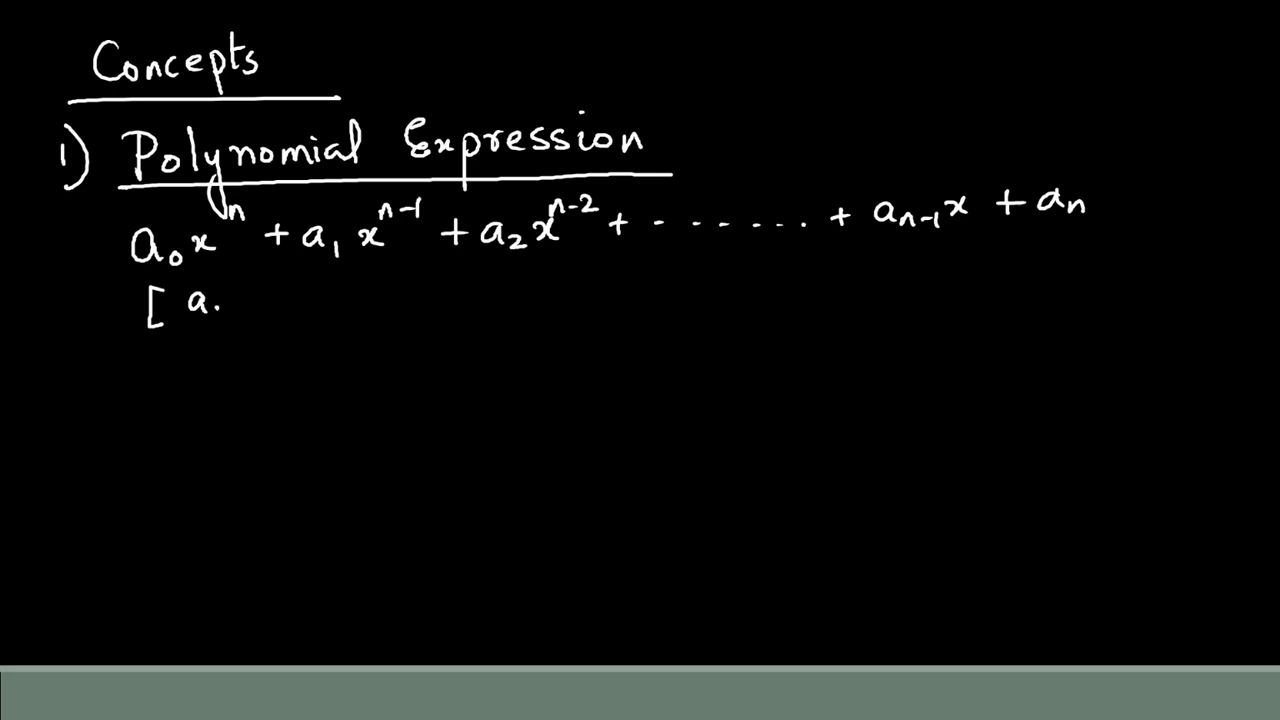 Concepts
1) Polynomial Expression
a₀xⁿ + a₁xⁿ⁻¹ + a₂xⁿ⁻² + . . . . . . . + aₙ₋₁x + aₙ
[ a.